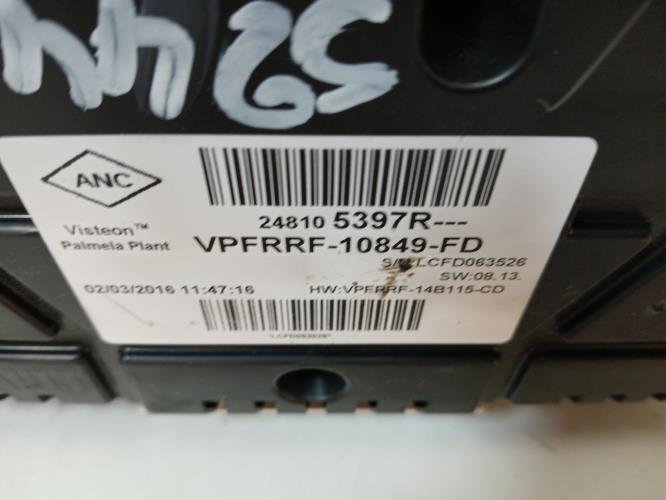 ANC
24810 5397R---
Visteon™
Palmela Plant
VPFRRF-10849-FD
S/N:LCFD063526
SW:08.13.
02/03/2016 11:47:16
HW:VPFRRF-14B115-CD
*LCFD063526*